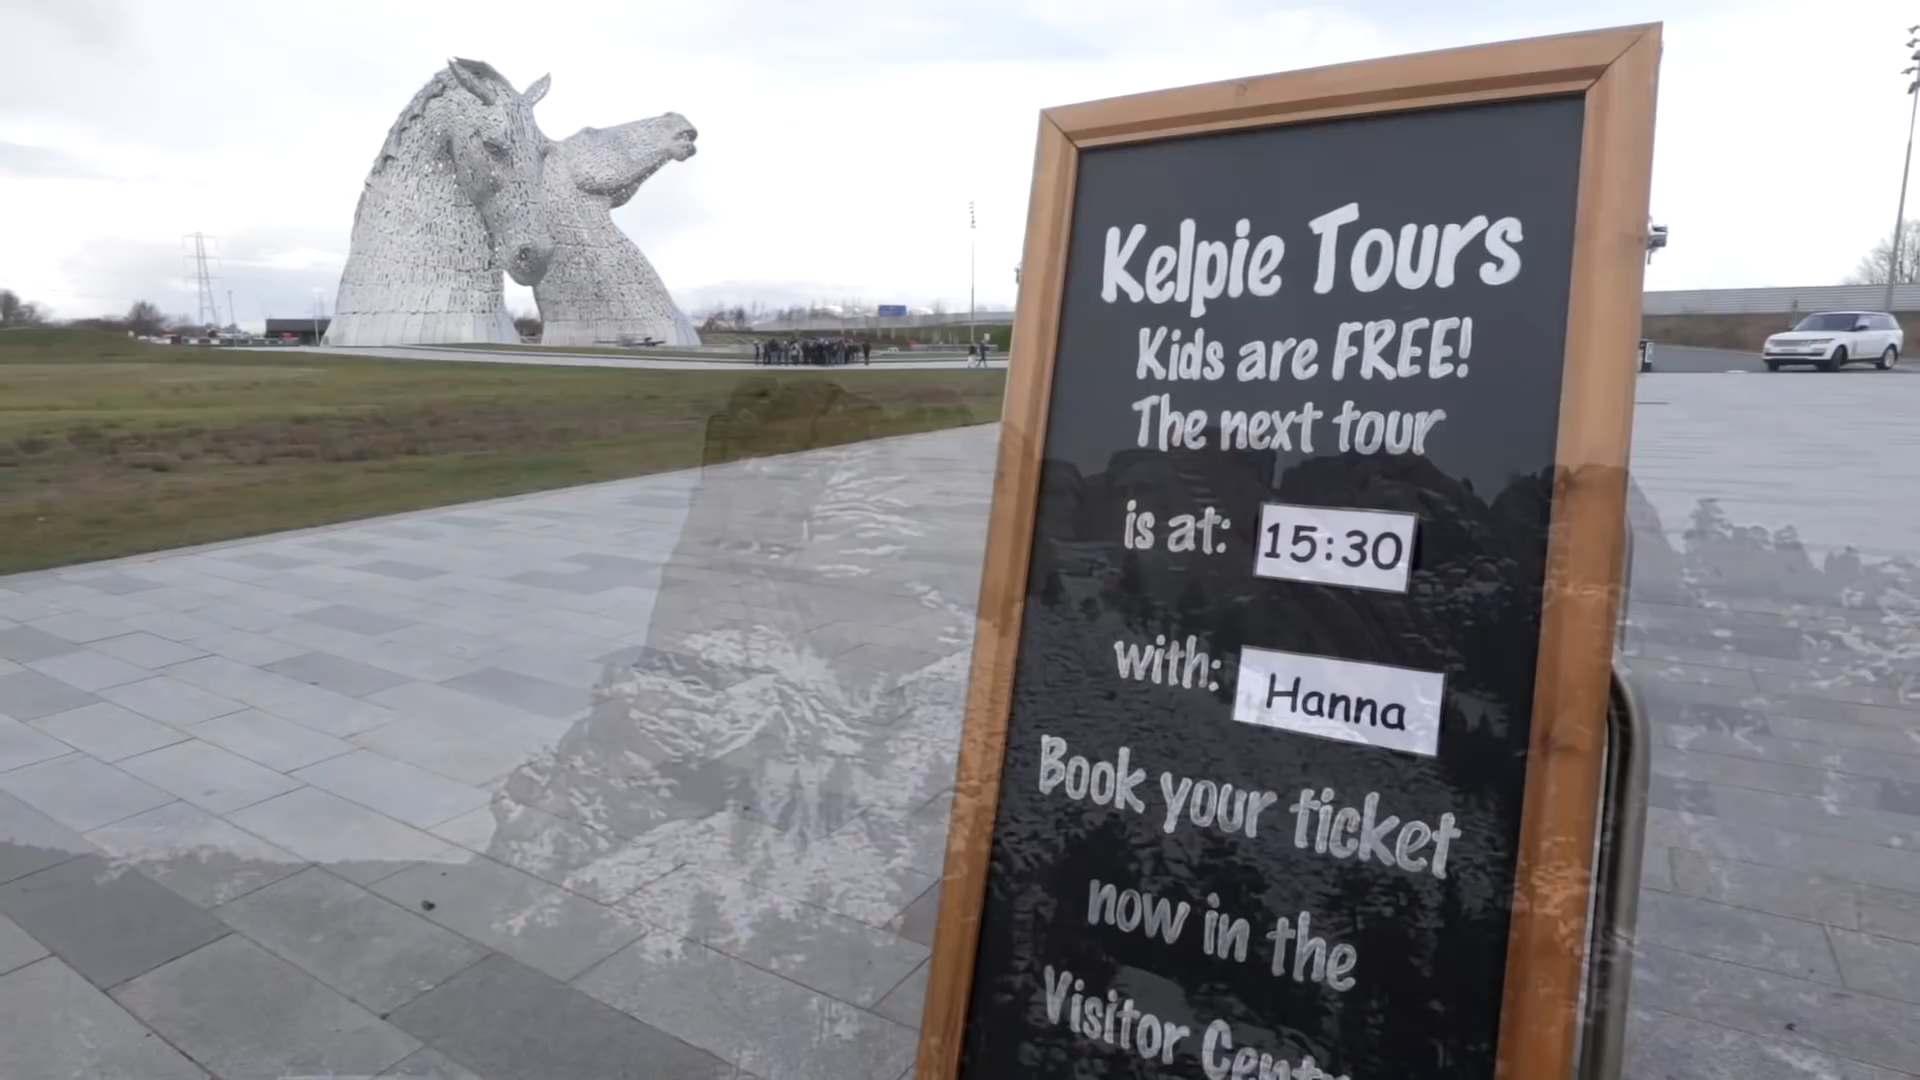 Kelpie Tours
Kids are FREE!
The next tour
is at: 15:30
with: Hanna
Book your ticket
now in the
Visitor